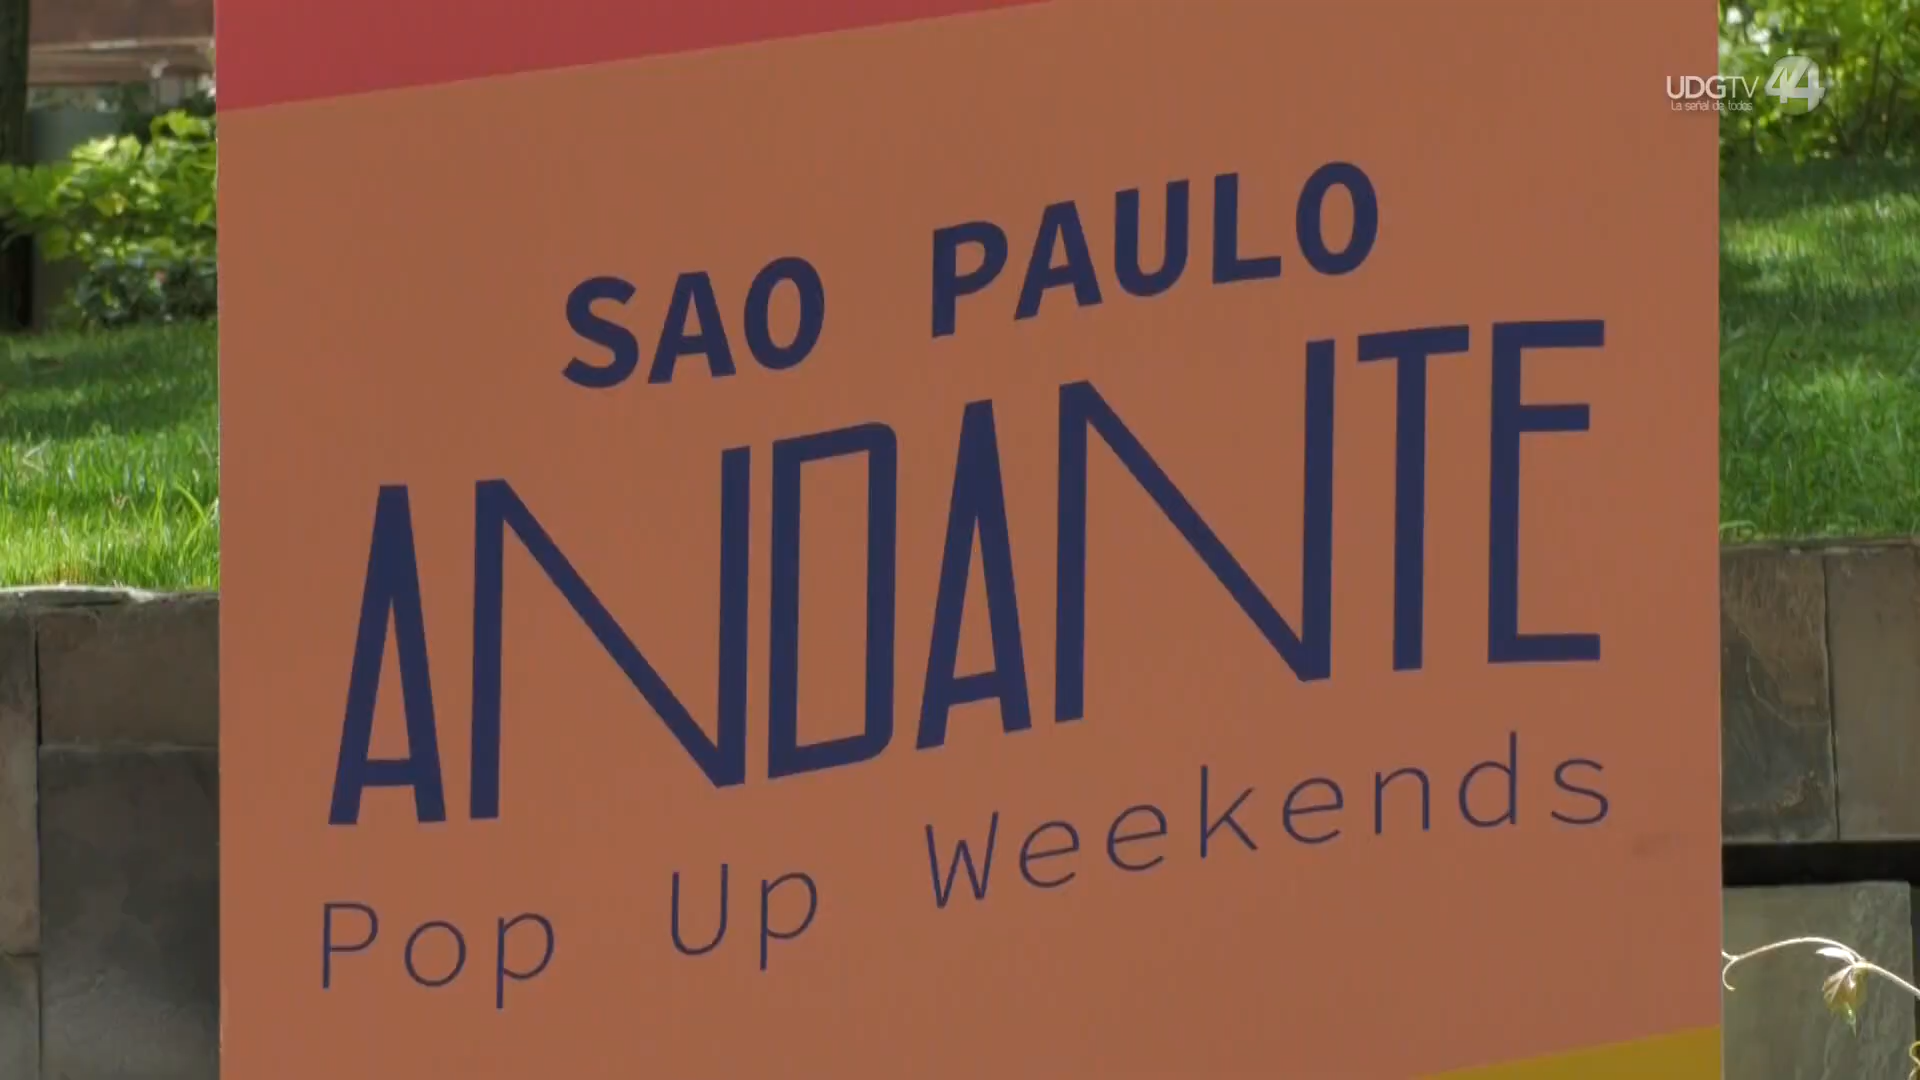 UDGTV 44
La señal de todos
SAO PAULO
ANDANTE
Pop Up Weekends